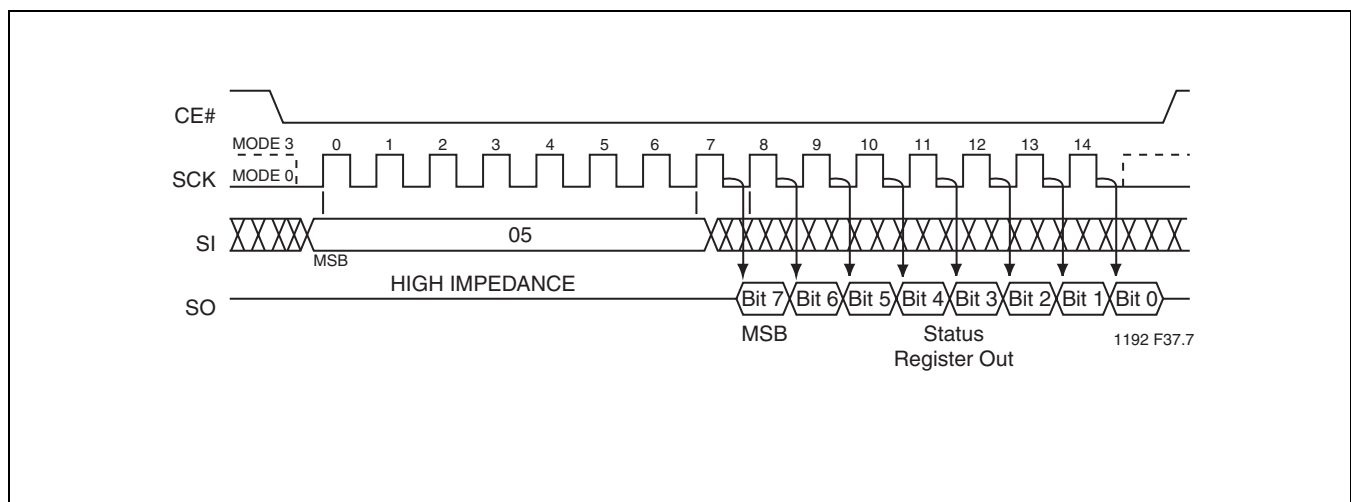 CE#
MODE 3
0 1 2 3 4 5 6 7 8 9 10 11 12 13 14
SCK
MODE 0
SI
05
MSB
HIGH IMPEDANCE
SO
Bit 7 Bit 6 Bit 5 Bit 4 Bit 3 Bit 2 Bit 1 Bit 0
MSB
Status
Register Out
1192 F37.7